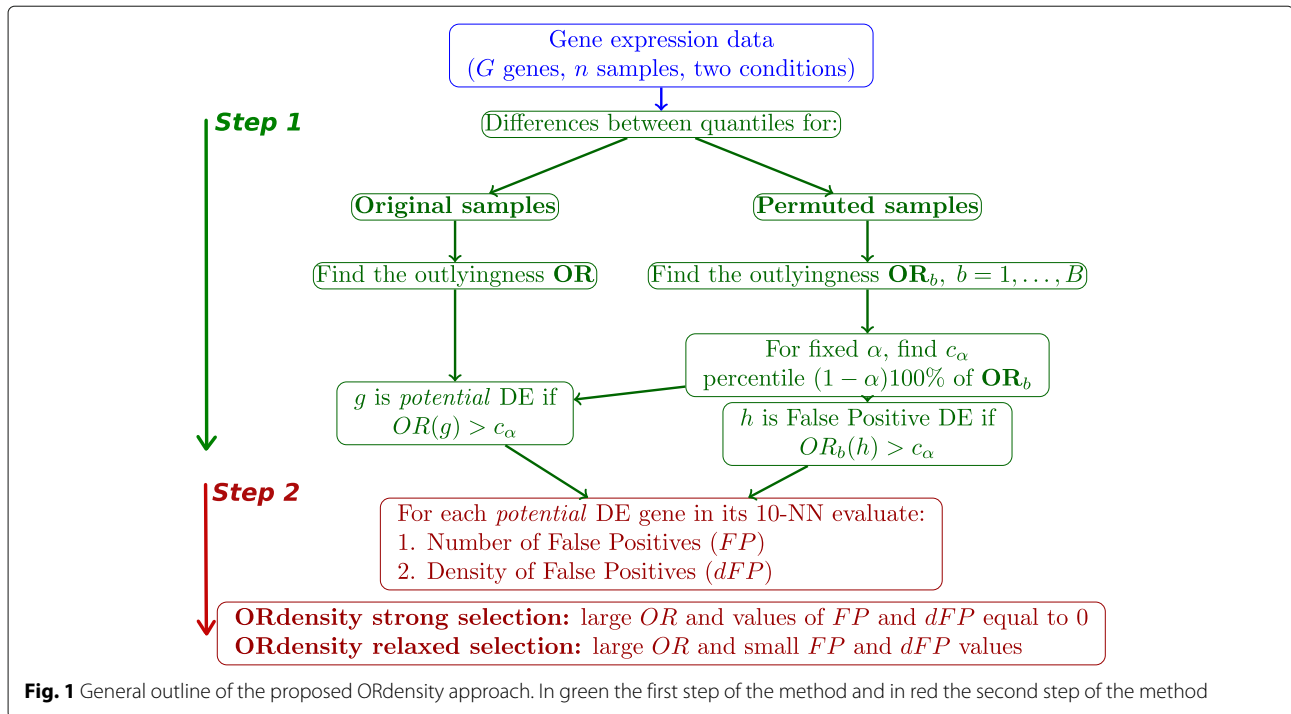 Gene expression data
(G genes, n samples, two conditions)
Step 1
Differences between quantiles for:
Original samples
Permuted samples
Find the outlyingness OR
Find the outlyingness OR_b, b = 1, . . . , B
For fixed α, find c_α
percentile (1 − α)100% of OR_b
g is potential DE if
OR(g) > c_α
h is False Positive DE if
OR_b(h) > c_α
Step 2
For each potential DE gene in its 10-NN evaluate:
1. Number of False Positives (FP)
2. Density of False Positives (dFP)
ORdensity strong selection: large OR and values of FP and dFP equal to 0
ORdensity relaxed selection: large OR and small FP and dFP values
Fig. 1 General outline of the proposed ORdensity approach. In green the first step of the method and in red the second step of the method